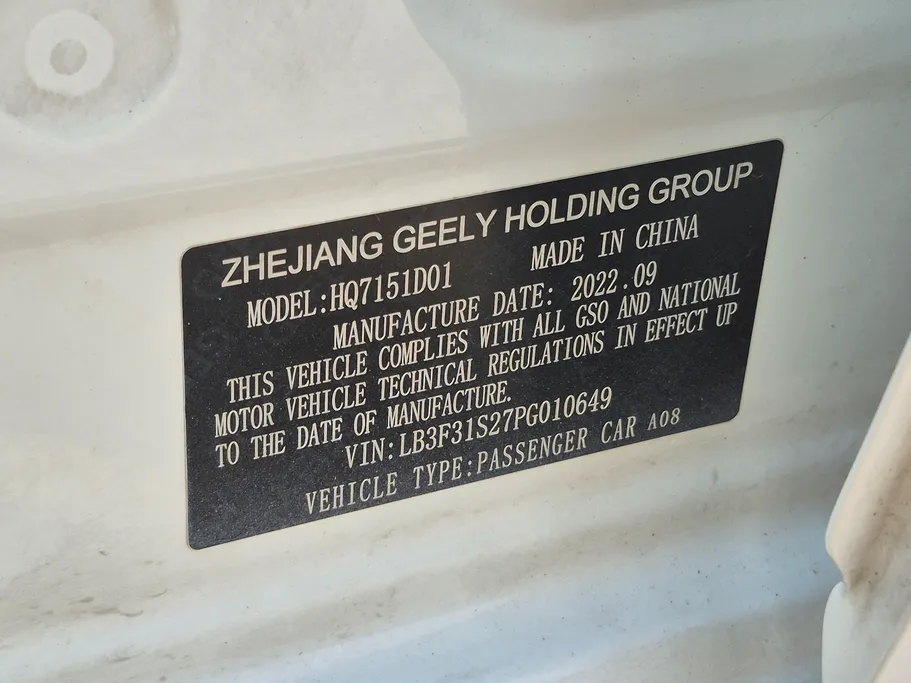 ZHEJIANG GEELY HOLDING GROUP
MODEL:HQ7151D01 MADE IN CHINA
MANUFACTURE DATE: 2022.09
THIS VEHICLE COMPLIES WITH ALL GSO AND NATIONAL
MOTOR VEHICLE TECHNICAL REGULATIONS IN EFFECT UP
TO THE DATE OF MANUFACTURE.
VIN:LB3F31S27PG010649
VEHICLE TYPE:PASSENGER CAR A08